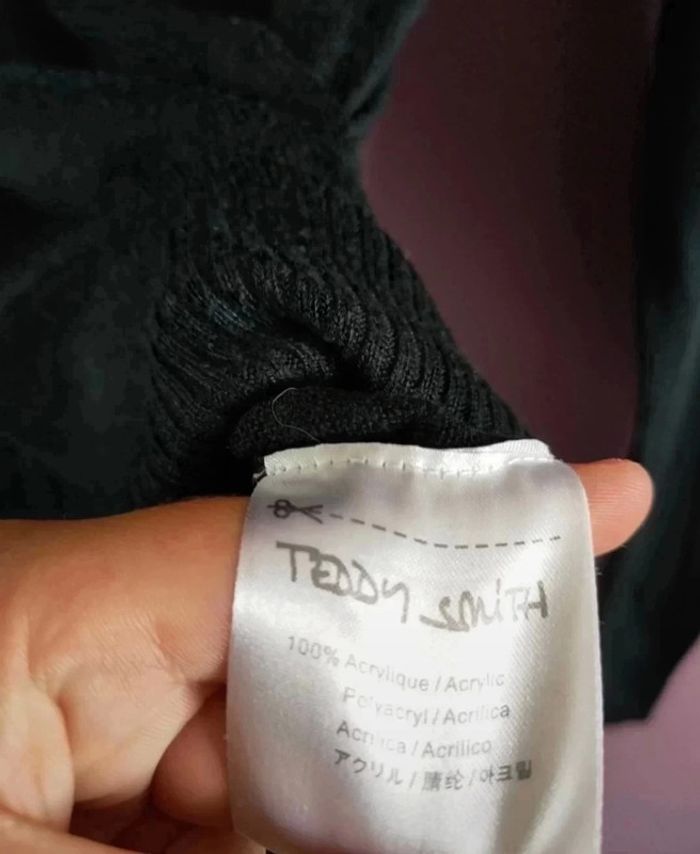 TEDDY SMITH
100% Acrylique / Acrylic
Polyacryl / Acrilica
Acrilica / Acrilico
アクリル / 腈纶 / 아크릴